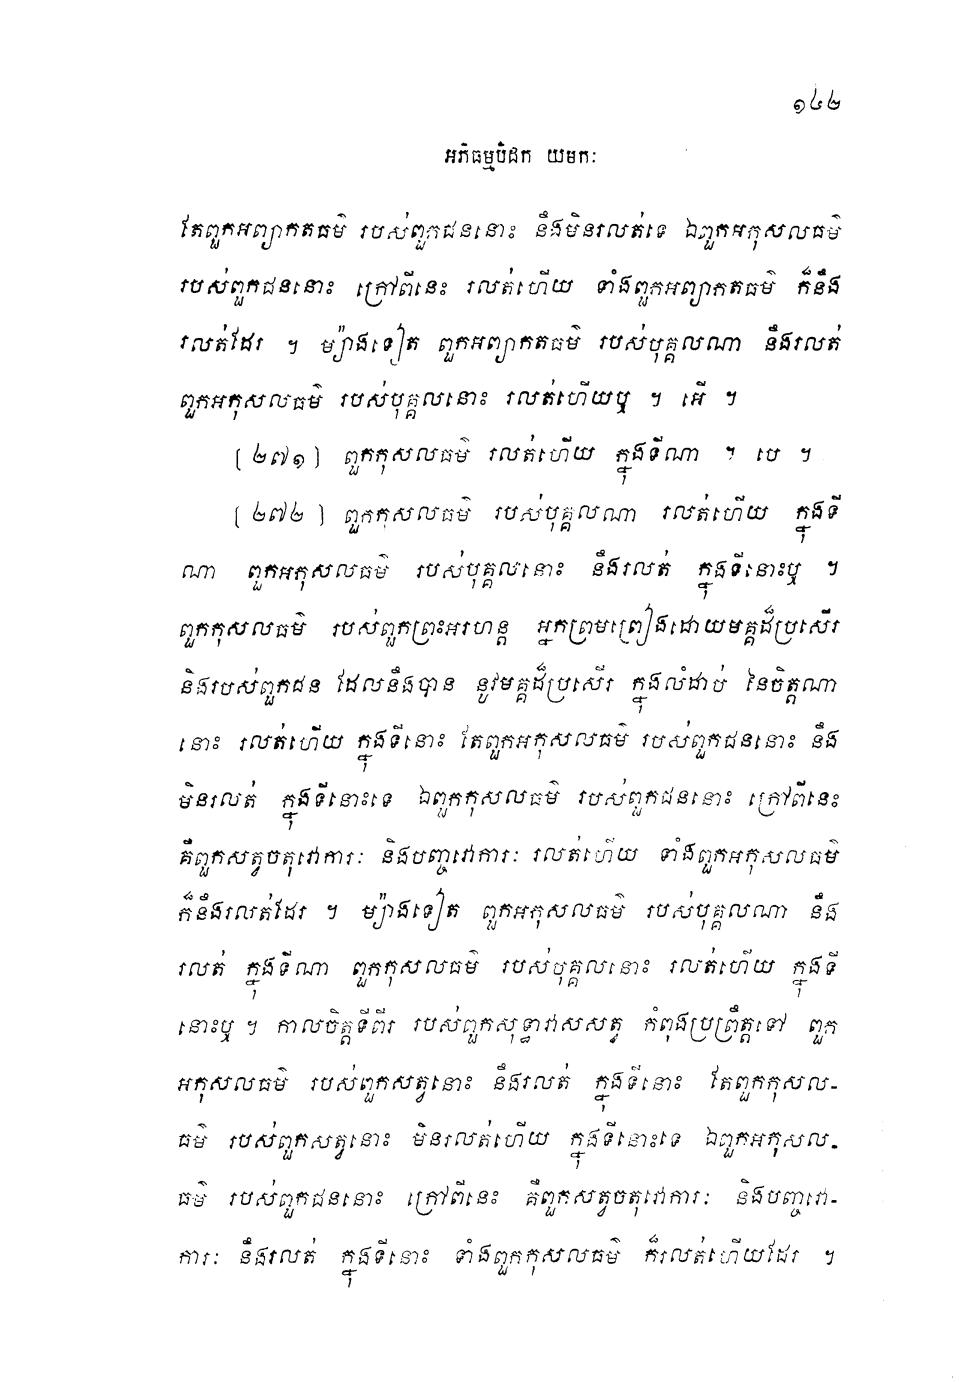 ១៤២
អភិធម្មបិដក យមកៈ
តែពួកអព្យាកតធម៌ របស់ពួកជននោះ នឹងមិនរលត់ទេ ឯពួកអកុសលធម៌
របស់ពួកជននោះ ក្រៅពីនេះ រលត់ហើយ ទាំងពួកអព្យាកតធម៌ ក៏នឹង
រលត់ដែរ ។ ម៉្យាងទៀត ពួកអព្យាកតធម៌ របស់បុគ្គលណា នឹងរលត់
ពួកអកុសលធម៌ របស់បុគ្គលនោះ រលត់ហើយឬ ។ អើ ។
(២៧១) ពួកកុសលធម៌ រលត់ហើយ ក្នុងទីណា ។ បេ ។
(២៧២) ពួកកុសលធម៌ របស់បុគ្គលណា រលត់ហើយ ក្នុងទី
ណា ពួកអកុសលធម៌ របស់បុគ្គលនោះ នឹងរលត់ ក្នុងទីនោះឬ ។
ពួកកុសលធម៌ របស់ពួកព្រះអរហន្ត អ្នកព្រមព្រៀងដោយមគ្គដ៏ប្រសើរ
និងរបស់ពួកជន ដែលនឹងបាន នូវមគ្គដ៏ប្រសើរ ក្នុងលំដាប់ នៃចិត្តណា
នោះ រលត់ហើយ ក្នុងទីនោះ តែពួកអកុសលធម៌ របស់ពួកជននោះ នឹង
មិនរលត់ ក្នុងទីនោះទេ ឯពួកកុសលធម៌ របស់ពួកជននោះ ក្រៅពីនេះ
គឺពួកសត្វចតុវោការៈ និងបញ្ចវោការៈ រលត់ហើយ ទាំងពួកអកុសលធម៌
ក៏នឹងរលត់ដែរ ។ ម៉្យាងទៀត ពួកអកុសលធម៌ របស់បុគ្គលណា នឹង
រលត់ ក្នុងទីណា ពួកកុសលធម៌ របស់បុគ្គលនោះ រលត់ហើយ ក្នុងទី
នោះឬ ។ កាលចិត្តទីពីរ របស់ពួកសុទ្ធាវាសសត្វ កំពុងប្រព្រឹត្តទៅ ពួក
អកុសលធម៌ របស់ពួកសត្វនោះ នឹងរលត់ ក្នុងទីនោះ តែពួកកុសល-
ធម៌ របស់ពួកសត្វនោះ មិនរលត់ហើយ ក្នុងទីនោះទេ ឯពួកអកុសល-
ធម៌ របស់ពួកជននោះ ក្រៅពីនេះ គឺពួកសត្វចតុវោការៈ និងបញ្ចវោ-
ការៈ នឹងរលត់ ក្នុងទីនោះ ទាំងពួកកុសលធម៌ ក៏រលត់ហើយដែរ ។